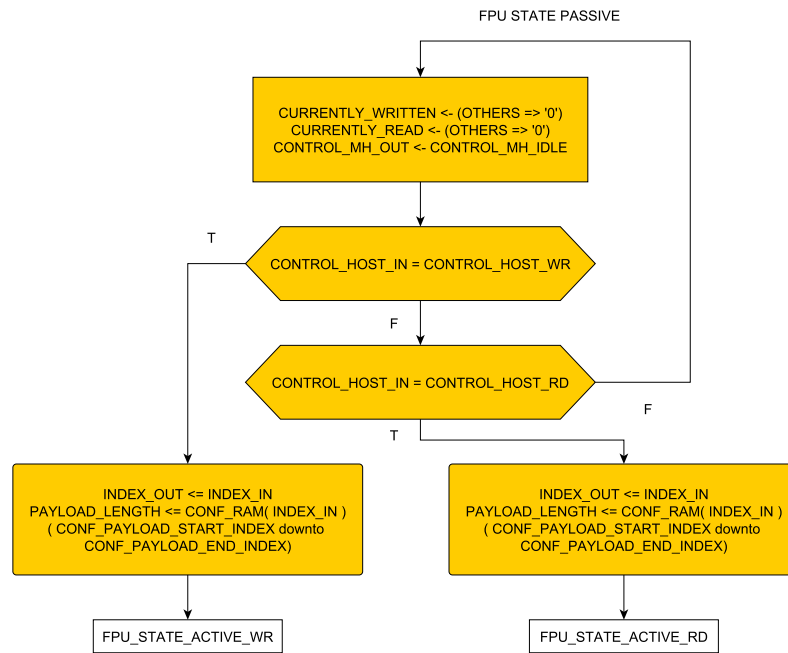 FPU STATE PASSIVE
CURRENTLY_WRITTEN <- (OTHERS => '0')
CURRENTLY_READ <- (OTHERS => '0')
CONTROL_MH_OUT <- CONTROL_MH_IDLE
T
CONTROL_HOST_IN = CONTROL_HOST_WR
F
CONTROL_HOST_IN = CONTROL_HOST_RD
F
T
INDEX_OUT <= INDEX_IN
PAYLOAD_LENGTH <= CONF_RAM( INDEX_IN )
( CONF_PAYLOAD_START_INDEX downto
CONF_PAYLOAD_END_INDEX)
INDEX_OUT <= INDEX_IN
PAYLOAD_LENGTH <= CONF_RAM( INDEX_IN )
( CONF_PAYLOAD_START_INDEX downto
CONF_PAYLOAD_END_INDEX)
FPU_STATE_ACTIVE_WR
FPU_STATE_ACTIVE_RD